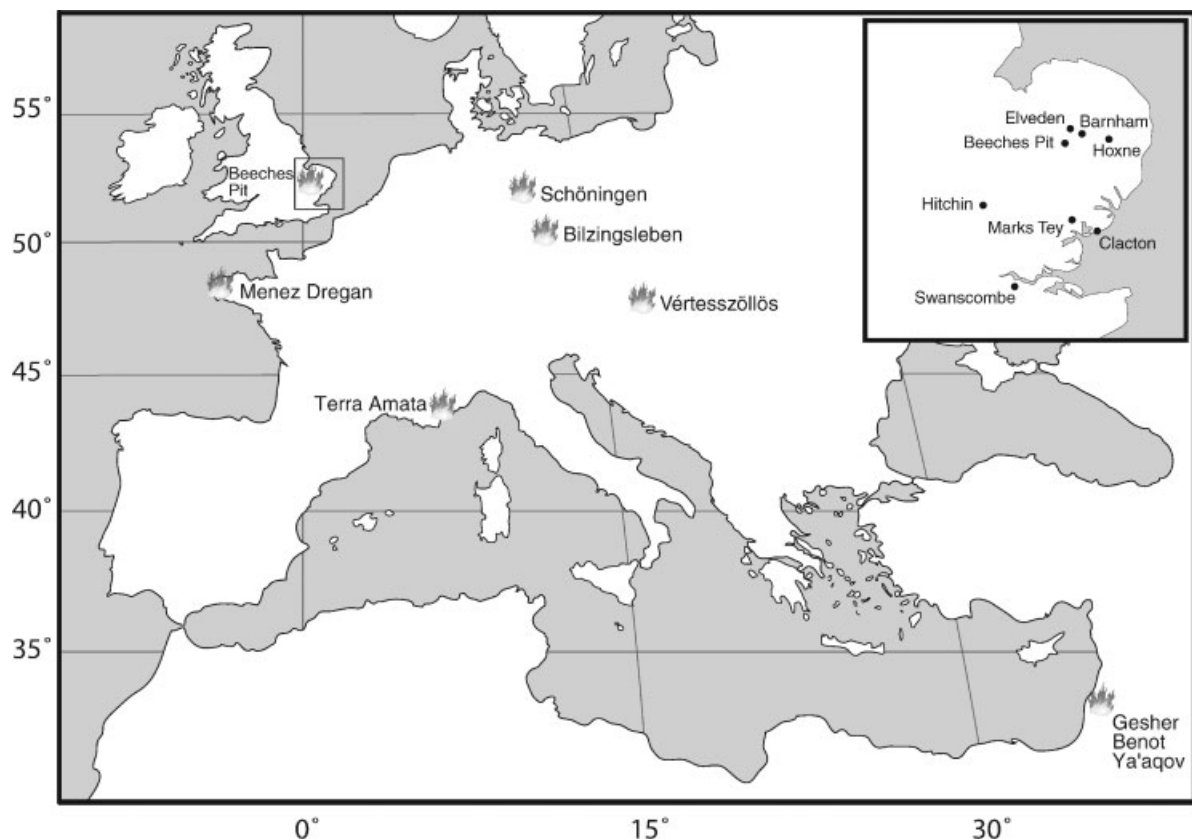 55°
50°
45°
40°
35°
0°
15°
30°
Beeches
Pit
Schöningen
Bilzingsleben
Menez Dregan
Vértesszöllös
Terra Amata
Gesher
Benot
Ya'aqov
Elveden
Barnham
Beeches Pit
Hoxne
Hitchin
Marks Tey
Clacton
Swanscombe